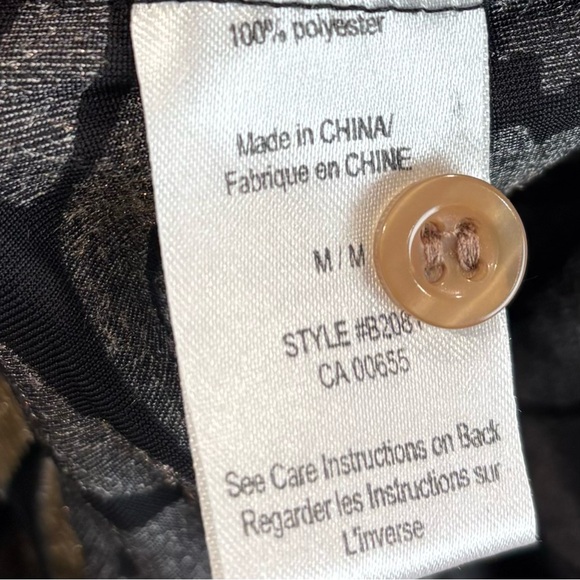 100% polyester
Made in CHINA/
Fabrique en CHINE
M / M
STYLE #B2081
CA 00655
See Care Instructions on Back
Regarder les Instructions sur
L'inverse